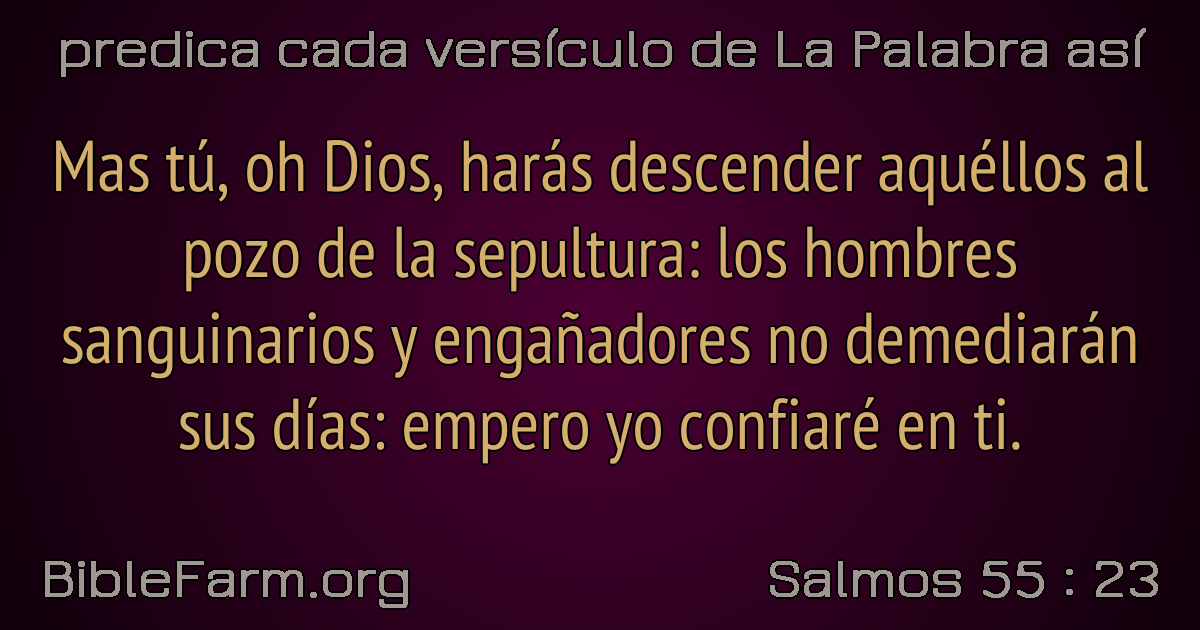 predica cada versículo de La Palabra así
Mas tú, oh Dios, harás descender aquéllos al
pozo de la sepultura: los hombres
sanguinarios y engañadores no demediarán
sus días: empero yo confiaré en ti.
BibleFarm.org
Salmos 55 : 23